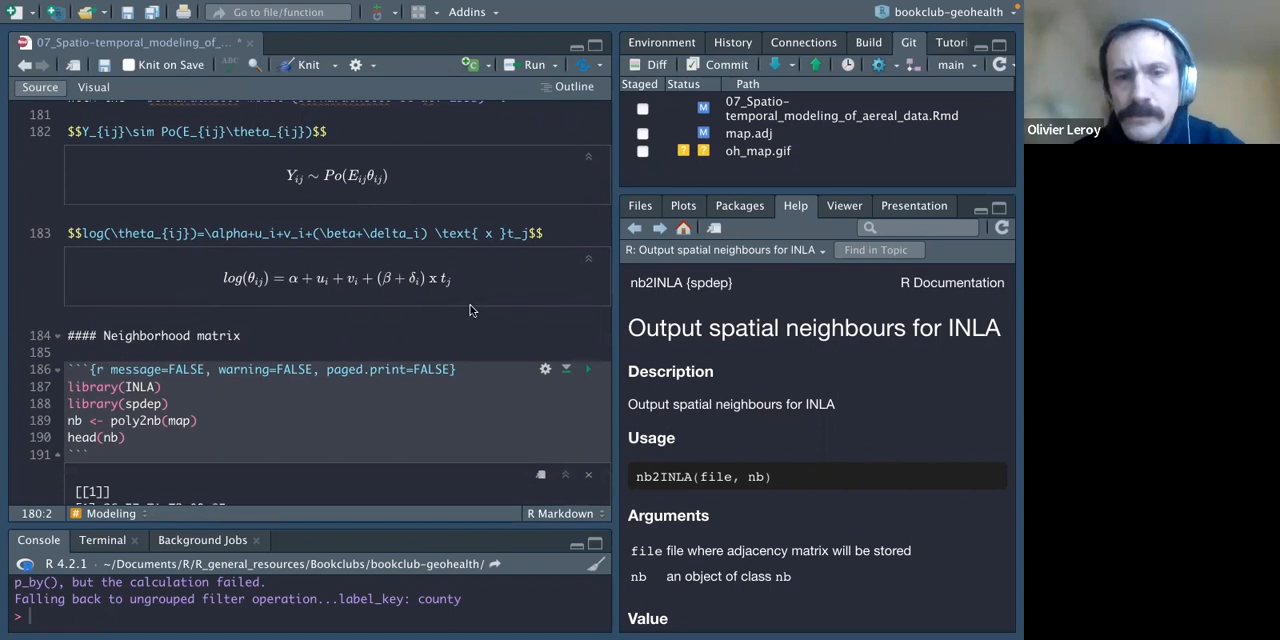 Go to file/function
Addins
bookclub-geohealth
07_Spatio-temporal_modeling_of_... *
Knit on Save
ABC
Knit
Run
Source
Visual
Outline
181
182 $$Y_{ij}\sim Po(E_{ij}\theta_{ij})$$
Y_{ij} ∼ Po(E_{ij}θ_{ij})
183 $$log(\theta_{ij})=\alpha+u_i+v_i+(\beta+\delta_i) \text{ x }t_j$$
log(θ_{ij}) = α + u_i + v_i + (β + δ_i) x t_j
184 #### Neighborhood matrix
185
186 ```{r message=FALSE, warning=FALSE, paged.print=FALSE}
187 library(INLA)
188 library(spdep)
189 nb <- poly2nb(map)
190 head(nb)
191 ```
[[1]]
180:2 # Modeling
R Markdown
Console
Terminal
Background Jobs
R 4.2.1 · ~/Documents/R/R_general_resources/Bookclubs/bookclub-geohealth/
p_by(), but the calculation failed.
Falling back to ungrouped filter operation...label_key: county
>
Environment
History
Connections
Build
Git
Tutori
Diff
Commit
main
Staged Status Path
M 07_Spatio-
temporal_modeling_of_aereal_data.Rmd
M map.adj
? ? oh_map.gif
Files
Plots
Packages
Help
Viewer
Presentation
R: Output spatial neighbours for INLA
Find in Topic
nb2INLA {spdep}
R Documentation
Output spatial neighbours for INLA
Description
Output spatial neighbours for INLA
Usage
nb2INLA(file, nb)
Arguments
file file where adjacency matrix will be stored
nb an object of class nb
Value
Olivier Leroy